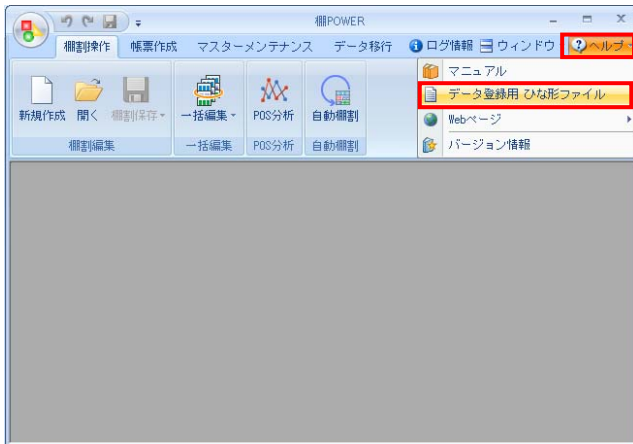 棚POWER
棚割操作 帳票作成 マスターメンテナンス データ移行 ログ情報 ウィンドウ ヘルプ
マニュアル
データ登録用 ひな形ファイル
Webページ
バージョン情報
新規作成 開く 棚割保存 一括編集 POS分析 自動棚割
棚割編集 一括編集 POS分析 自動棚割